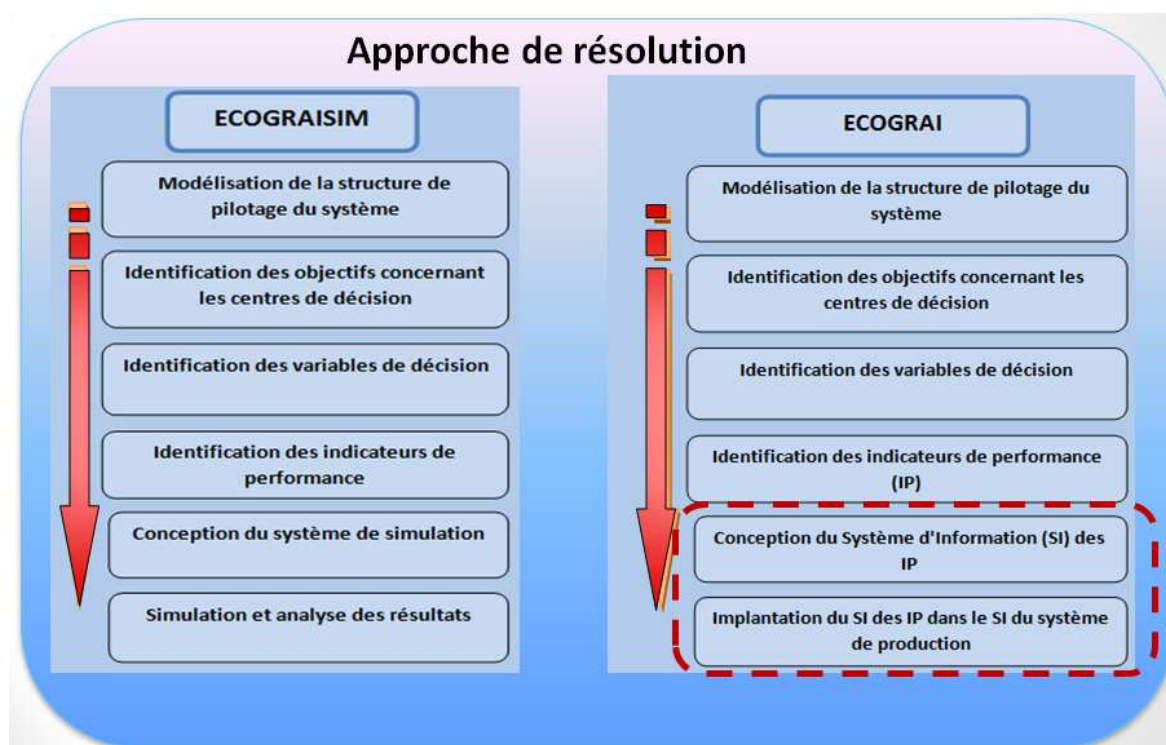 Approche de résolution
ECOGRAISIM
Modélisation de la structure de
pilotage du système
Identification des objectifs concernant
les centres de décision
Identification des variables de décision
Identification des indicateurs de
performance
Conception du système de simulation
Simulation et analyse des résultats
ECOGRAI
Modélisation de la structure de pilotage du
système
Identification des objectifs concernant les
centres de décision
Identification des variables de décision
Identification des indicateurs de performance
(IP)
Conception du Système d'Information (SI) des
IP
Implantation du SI des IP dans le SI du système
de production